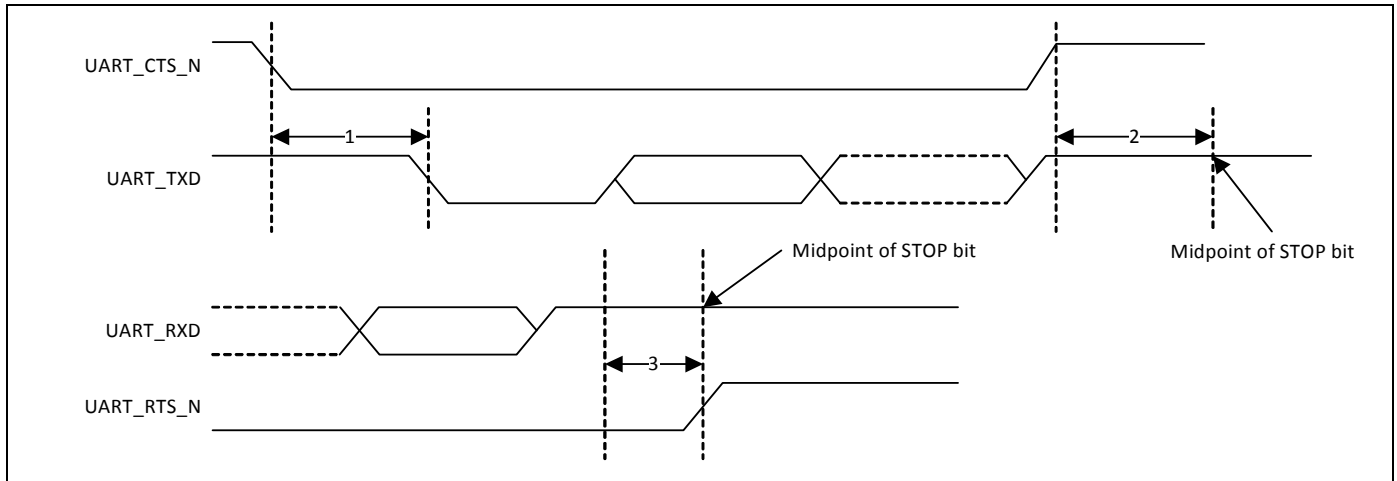 UART_CTS_N
1
2
UART_TXD
Midpoint of STOP bit
Midpoint of STOP bit
UART_RXD
3
UART_RTS_N